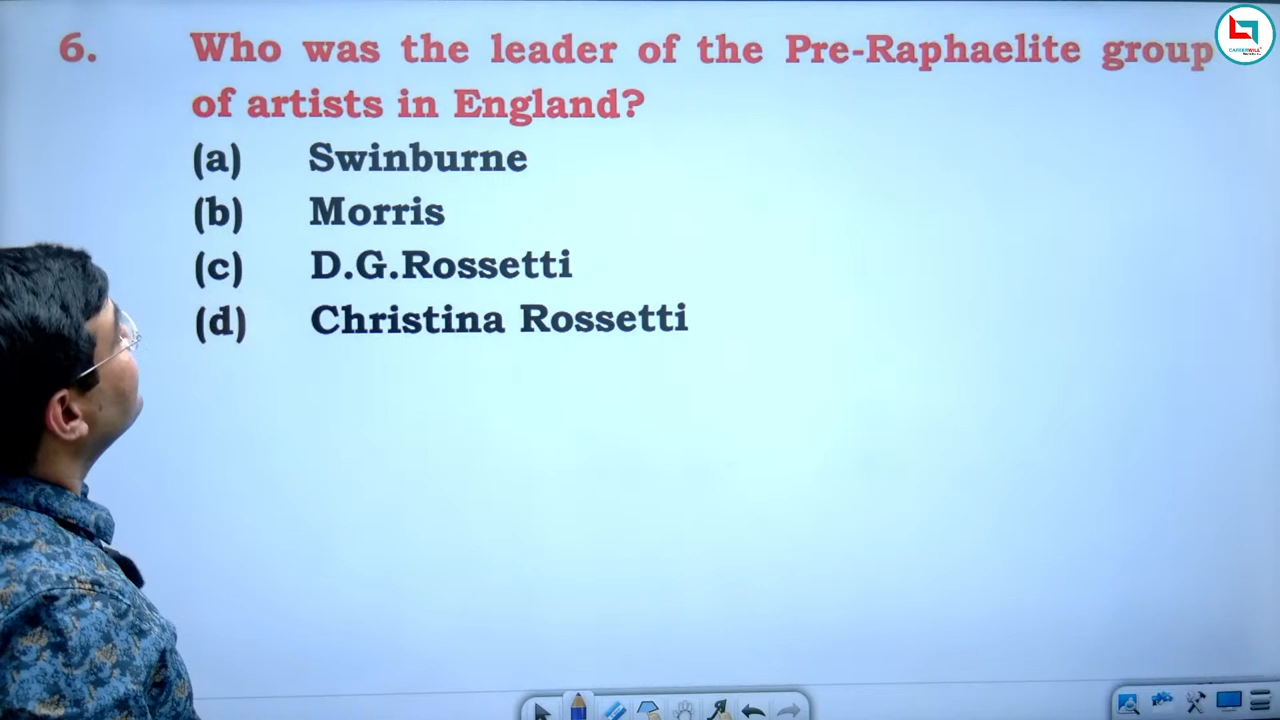 6. Who was the leader of the Pre-Raphaelite group
of artists in England?
(a) Swinburne
(b) Morris
(c) D.G.Rossetti
(d) Christina Rossetti
CAREERWILL